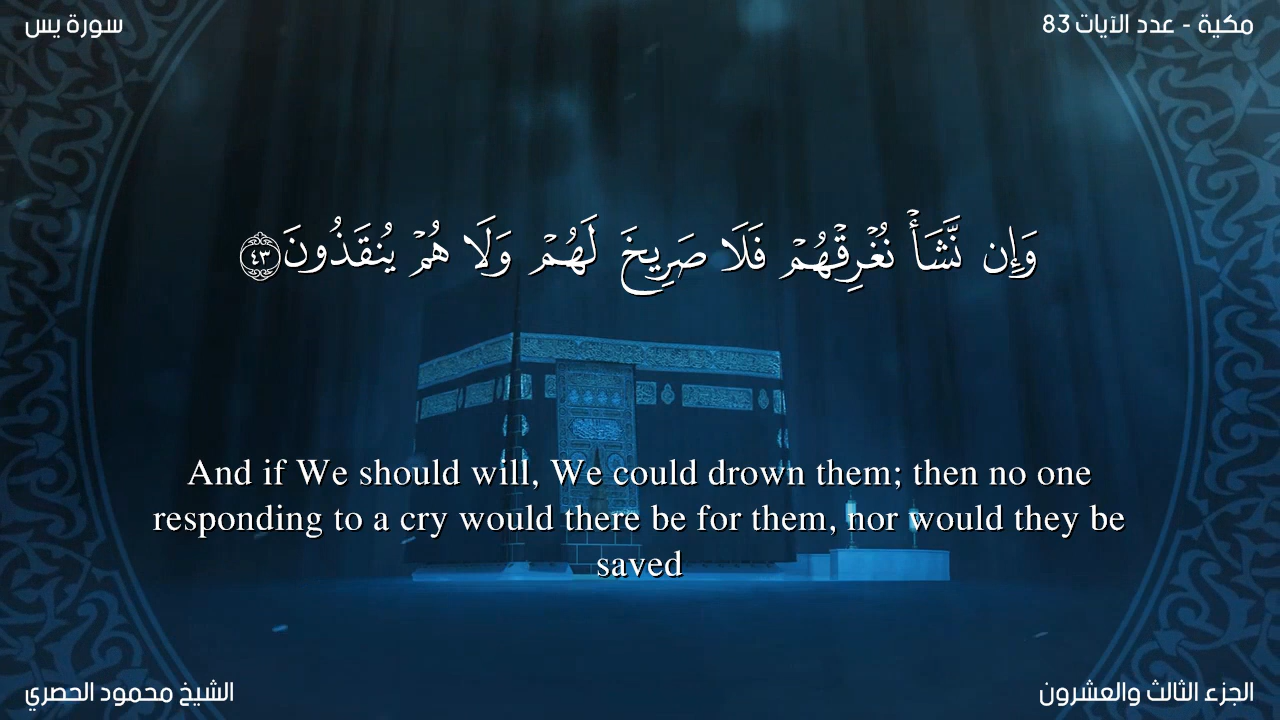 سورة يس
مكية - عدد الآيات 83
وَإِن نَّشَأْ نُغْرِقْهُمْ فَلَا صَرِيخَ لَهُمْ وَلَا هُمْ يُنقَذُونَ ٤٣
And if We should will, We could drown them; then no one
responding to a cry would there be for them, nor would they be
saved
الشيخ محمود الحصري
الجزء الثالث والعشرون